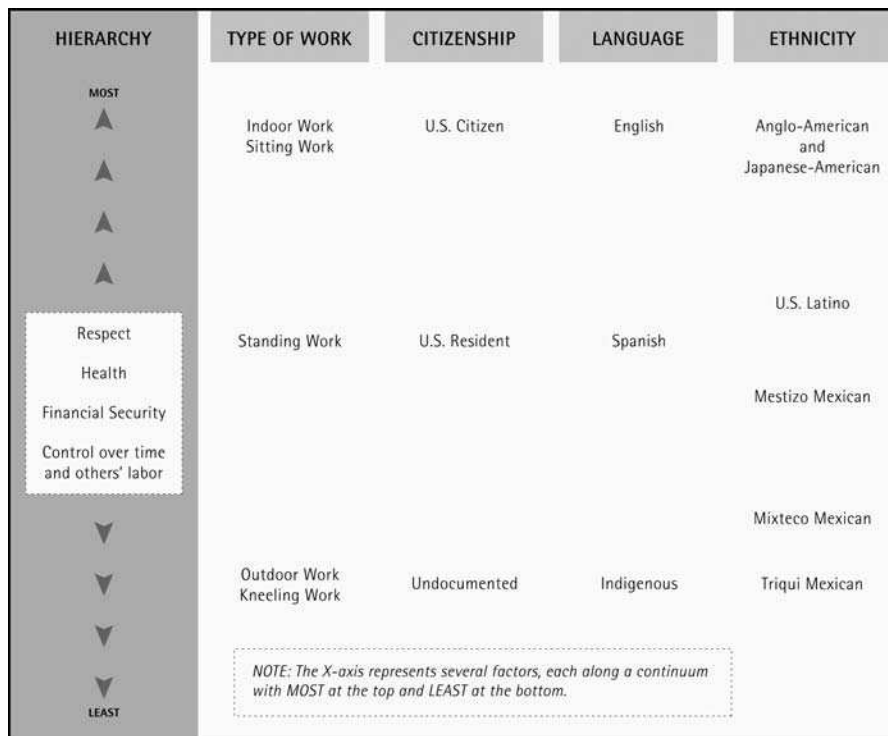 HIERARCHY
TYPE OF WORK
CITIZENSHIP
LANGUAGE
ETHNICITY
MOST
Indoor Work
Sitting Work
U.S. Citizen
English
Anglo-American
and
Japanese-American
U.S. Latino
Respect
Health
Financial Security
Control over time
and others' labor
Standing Work
U.S. Resident
Spanish
Mestizo Mexican
Mixteco Mexican
Outdoor Work
Kneeling Work
Undocumented
Indigenous
Triqui Mexican
NOTE: The X-axis represents several factors, each along a continuum
with MOST at the top and LEAST at the bottom.
LEAST